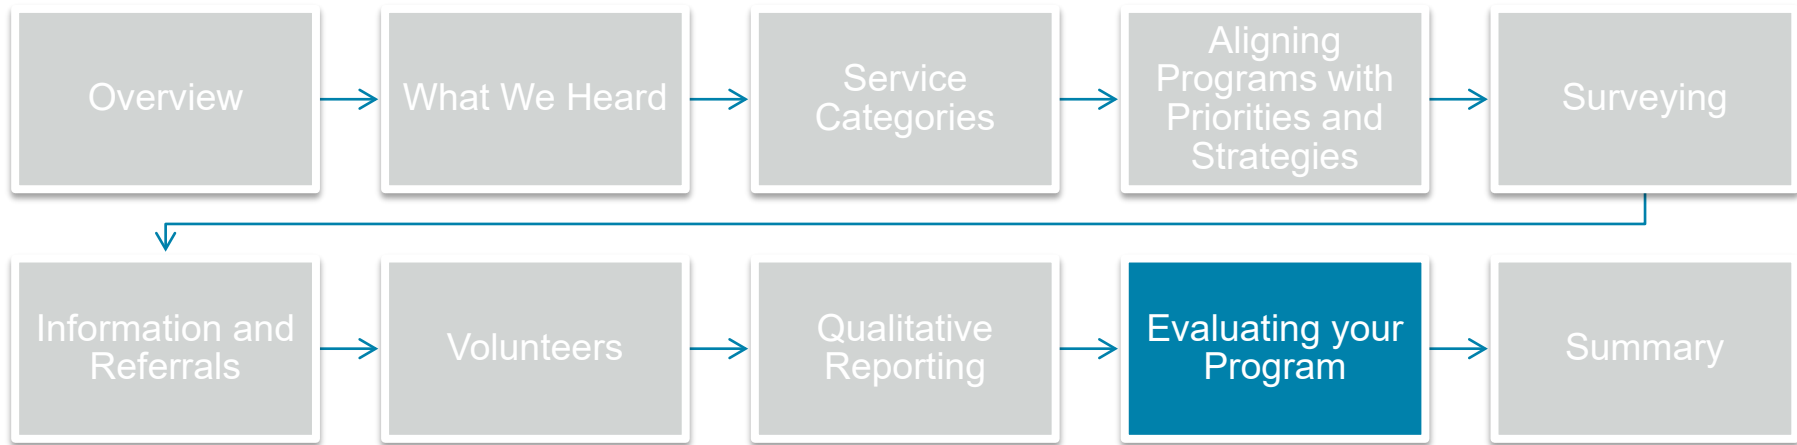 Overview
What We Heard
Service
Categories
Aligning
Programs with
Priorities and
Strategies
Surveying
Information and
Referrals
Volunteers
Qualitative
Reporting
Evaluating your
Program
Summary